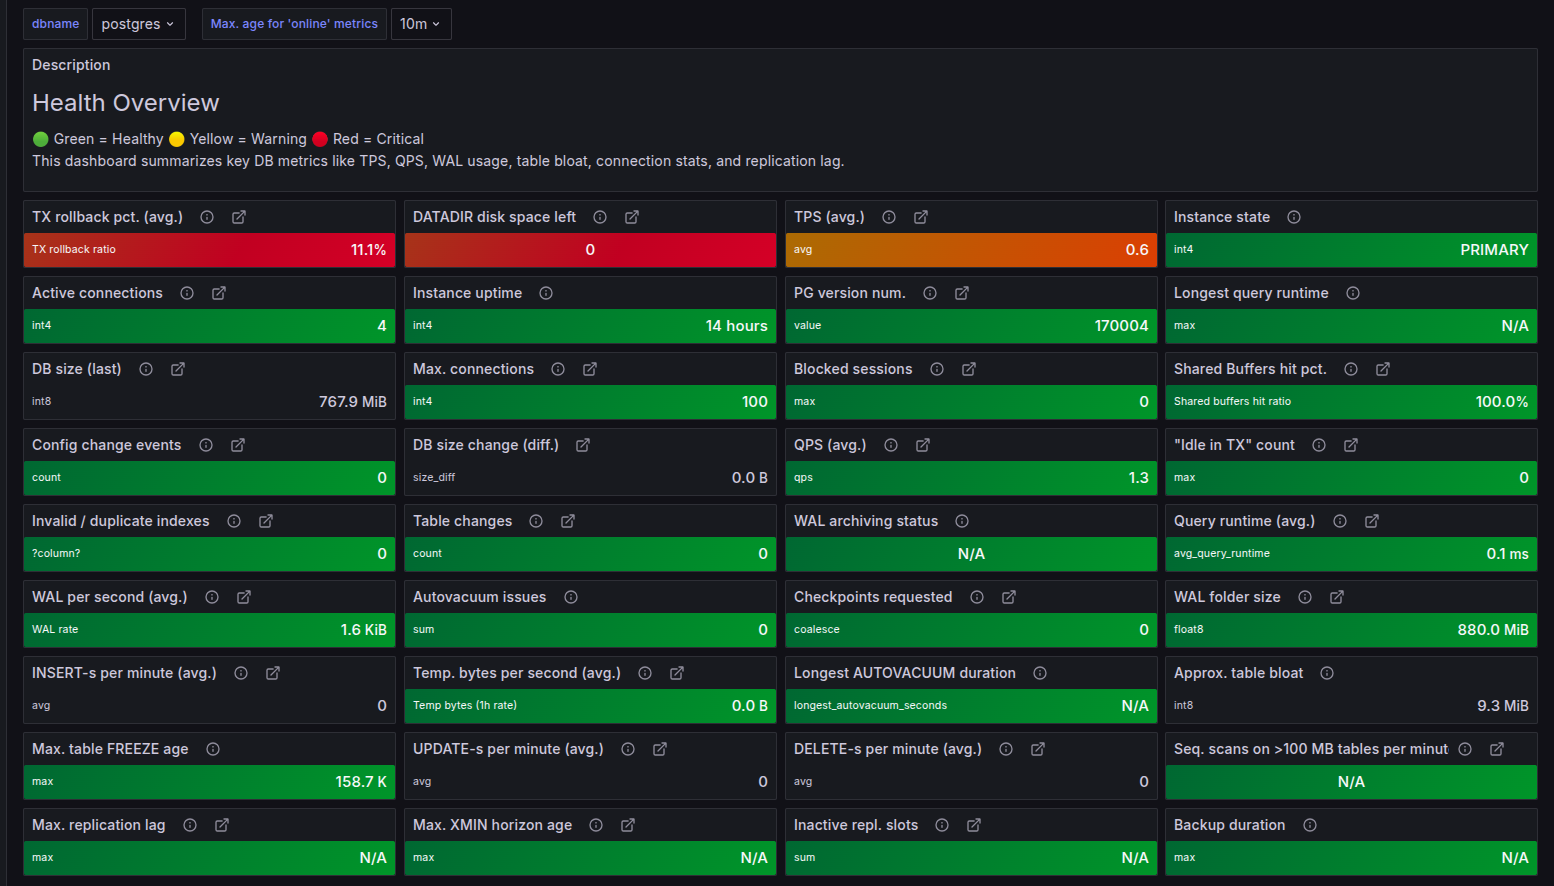 dbname postgres Max. age for 'online' metrics 10m
Description
Health Overview
Green = Healthy Yellow = Warning Red = Critical
This dashboard summarizes key DB metrics like TPS, QPS, WAL usage, table bloat, connection stats, and replication lag.
TX rollback pct. (avg.) DATADIR disk space left TPS (avg.) Instance state
TX rollback ratio 11.1% 0 avg 0.6 int4 PRIMARY
Active connections Instance uptime PG version num. Longest query runtime
int4 4 int4 14 hours value 170004 max N/A
DB size (last) Max. connections Blocked sessions Shared Buffers hit pct.
int8 767.9 MiB int4 100 max 0 Shared buffers hit ratio 100.0%
Config change events DB size change (diff.) QPS (avg.) "Idle in TX" count
count 0 size_diff 0.0 B qps 1.3 max 0
Invalid / duplicate indexes Table changes WAL archiving status Query runtime (avg.)
?column? 0 count 0 N/A avg_query_runtime 0.1 ms
WAL per second (avg.) Autovacuum issues Checkpoints requested WAL folder size
WAL rate 1.6 KiB sum 0 coalesce 0 float8 880.0 MiB
INSERT-s per minute (avg.) Temp. bytes per second (avg.) Longest AUTOVACUUM duration Approx. table bloat
avg 0 Temp bytes (1h rate) 0.0 B longest_autovacuum_seconds N/A int8 9.3 MiB
Max. table FREEZE age UPDATE-s per minute (avg.) DELETE-s per minute (avg.) Seq. scans on >100 MB tables per minut
max 158.7 K avg 0 avg 0 N/A
Max. replication lag Max. XMIN horizon age Inactive repl. slots Backup duration
max N/A max N/A sum N/A max N/A